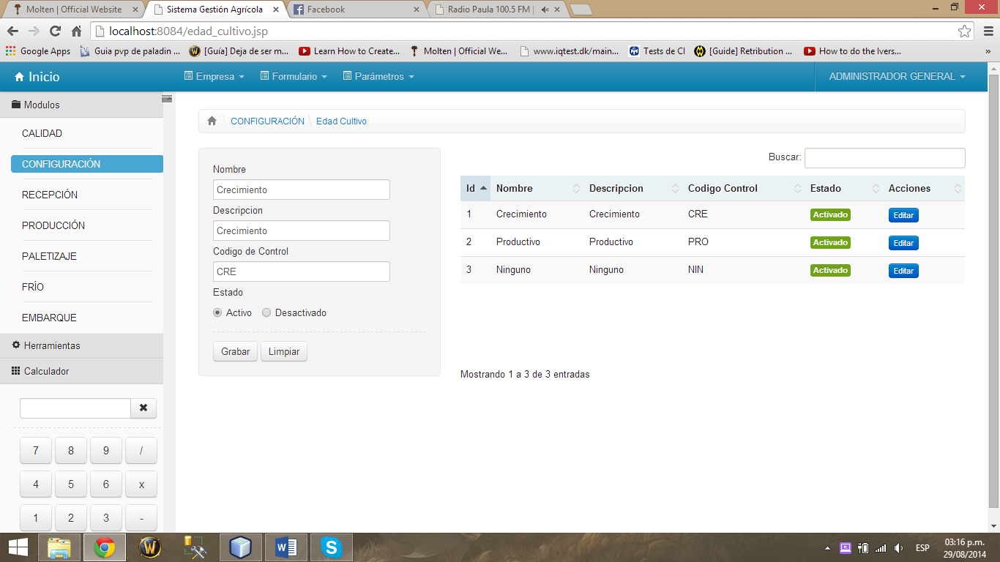 Molten | Official Website
Sistema Gestión Agrícola
Facebook
Radio Paula 100.5 FM |
localhost:8084/edad_cultivo.jsp
Google Apps
Guia pvp de paladin ...
[Guía] Deja de ser m...
Learn How to Create...
Molten | Official We...
www.iqtest.dk/main...
Tests de CI
[Guide] Retribution ...
How to do the Ivers...
»
Inicio
Empresa
Formulario
Parámetros
ADMINISTRADOR GENERAL
Modulos
CALIDAD
CONFIGURACIÓN
RECEPCIÓN
PRODUCCIÓN
PALETIZAJE
FRÍO
EMBARQUE
Herramientas
Calculador
7 8 9 /
4 5 6 x
1 2 3 -
CONFIGURACIÓN \ Edad Cultivo
Nombre
Crecimiento
Descripcion
Crecimiento
Codigo de Control
CRE
Estado
Activo Desactivado
Grabar Limpiar
Buscar:
Id Nombre Descripcion Codigo Control Estado Acciones
1 Crecimiento Crecimiento CRE Activado Editar
2 Productivo Productivo PRO Activado Editar
3 Ninguno Ninguno NIN Activado Editar
Mostrando 1 a 3 de 3 entradas
ESP
03:16 p.m.
29/08/2014